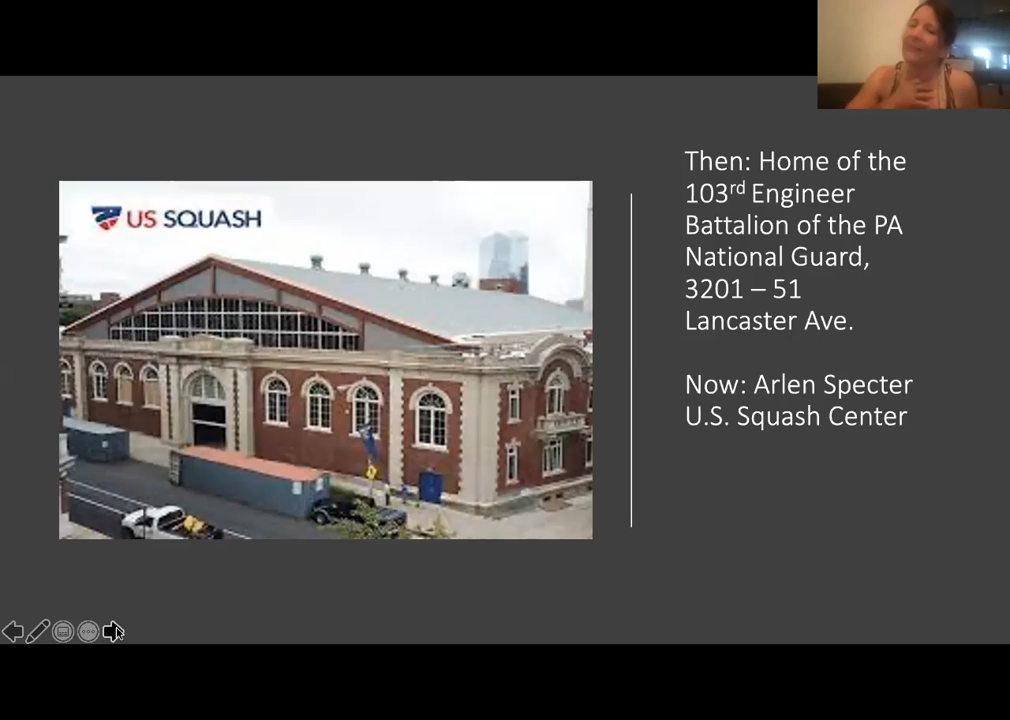 US SQUASH
Then: Home of the
103rd Engineer
Battalion of the PA
National Guard,
3201 – 51
Lancaster Ave.
Now: Arlen Specter
U.S. Squash Center